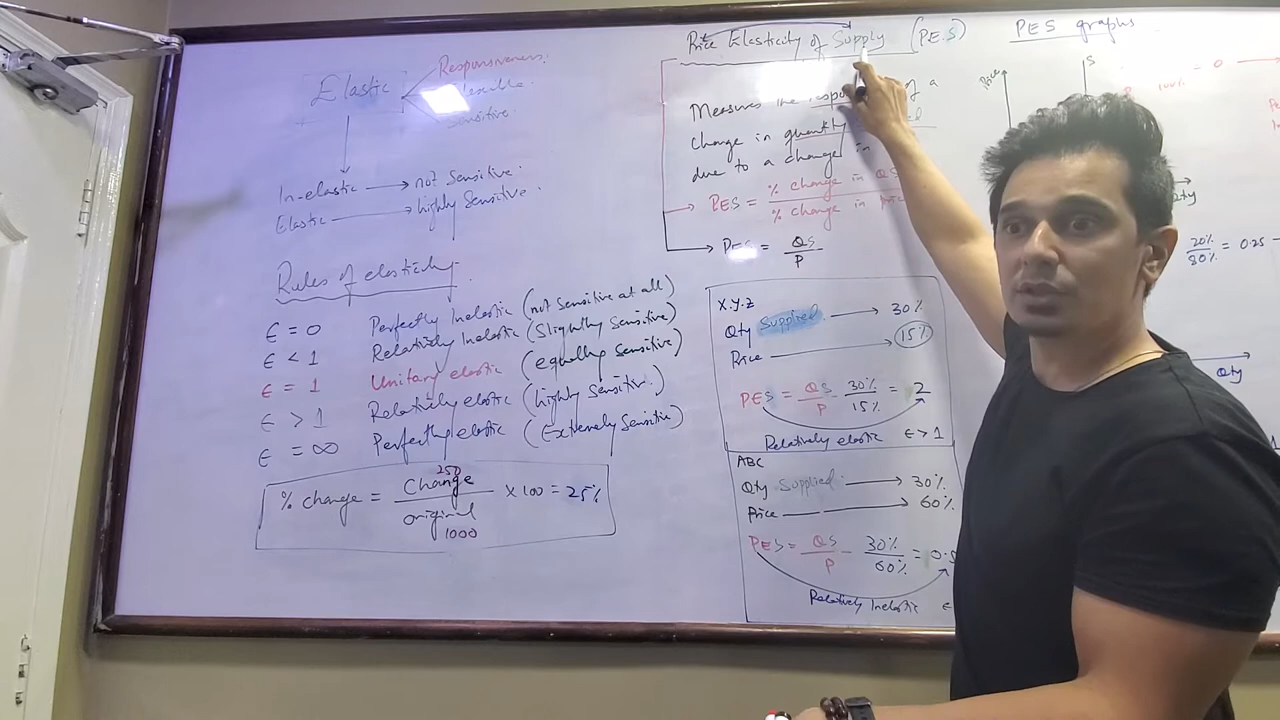 Elastic
Responsiveness.
Sensitive.
In-elastic → not Sensitive.
Elastic → highly Sensitive.
Rules of elasticity
ϵ = 0 Perfectly Inelastic (not Sensitive at all)
ϵ < 1 Relatively Inelastic (Slightly Sensitive)
ϵ = 1 Unitary elastic (equally Sensitive)
ϵ > 1 Relatively elastic (highly Sensitive.)
ϵ = ∞ Perfectly elastic (Extremely Sensitive)
250
% change = Change / original × 100 = 25%
1000
Price Elasticity of Supply (PES)
Measures the of a
change in quantity
due to a change in
PES = % change in QS / % change in
PES = QS / P
X.Y.Z
Qty Supplied → 30%
Price → 15%
PES = QS / P 30% / 15% = 2
Relatively elastic ϵ > 1
ABC
Qty Supplied → 30%
Price → 60%
PES = QS / P - 30% / 60% =
Relatively Inelastic ϵ
PES graphs
Price
S
= 0
100%
Qty
20% / 80% = 0.25
Qty